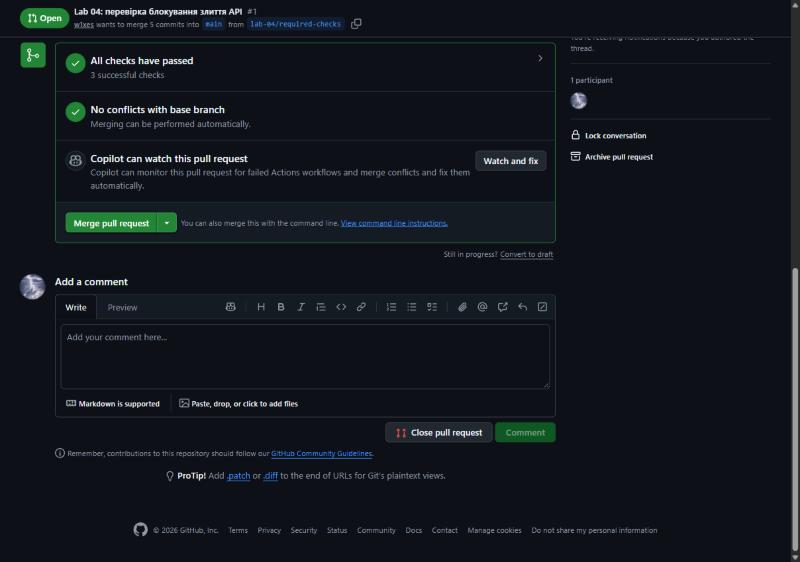 Open
Lab 04: перевірка блокування злиття API #1
w1xes wants to merge 5 commits into main from lab-04/required-checks
thread.
All checks have passed
3 successful checks
No conflicts with base branch
Merging can be performed automatically.
Copilot can watch this pull request
Copilot can monitor this pull request for failed Actions workflows and merge conflicts and fix them
automatically.
Watch and fix
Merge pull request
You can also merge this with the command line. View command line instructions.
1 participant
Lock conversation
Archive pull request
Still in progress? Convert to draft
Add a comment
Write
Preview
Add your comment here...
Markdown is supported
Paste, drop, or click to add files
Close pull request
Comment
Remember, contributions to this repository should follow our GitHub Community Guidelines.
ProTip! Add .patch or .diff to the end of URLs for Git's plaintext views.
© 2026 GitHub, Inc. Terms Privacy Security Status Community Docs Contact Manage cookies Do not share my personal information